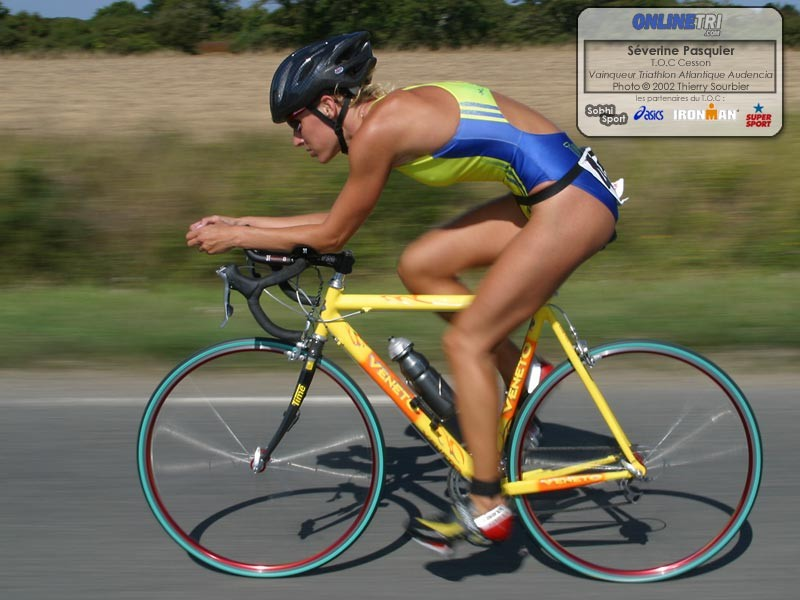 ONLINETRI
.COM
Séverine Pasquier
T.O.C Cesson
Vainqueur Triathlon Atlantique Audencia
Photo © 2002 Thierry Sourbier
les partenaires du T.O.C :
Sobhi Sport
asics
IRONMAN
SUPER SPORT
VENETO
VENETO
VENETO
Time